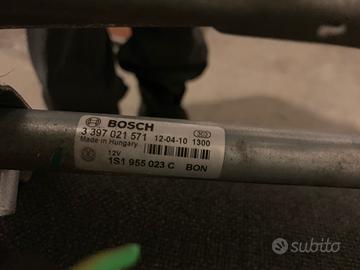 BOSCH
3 397 021 571 12-04-10 1300
Made in Hungary
12V
1S1 955 023 C BON
subito